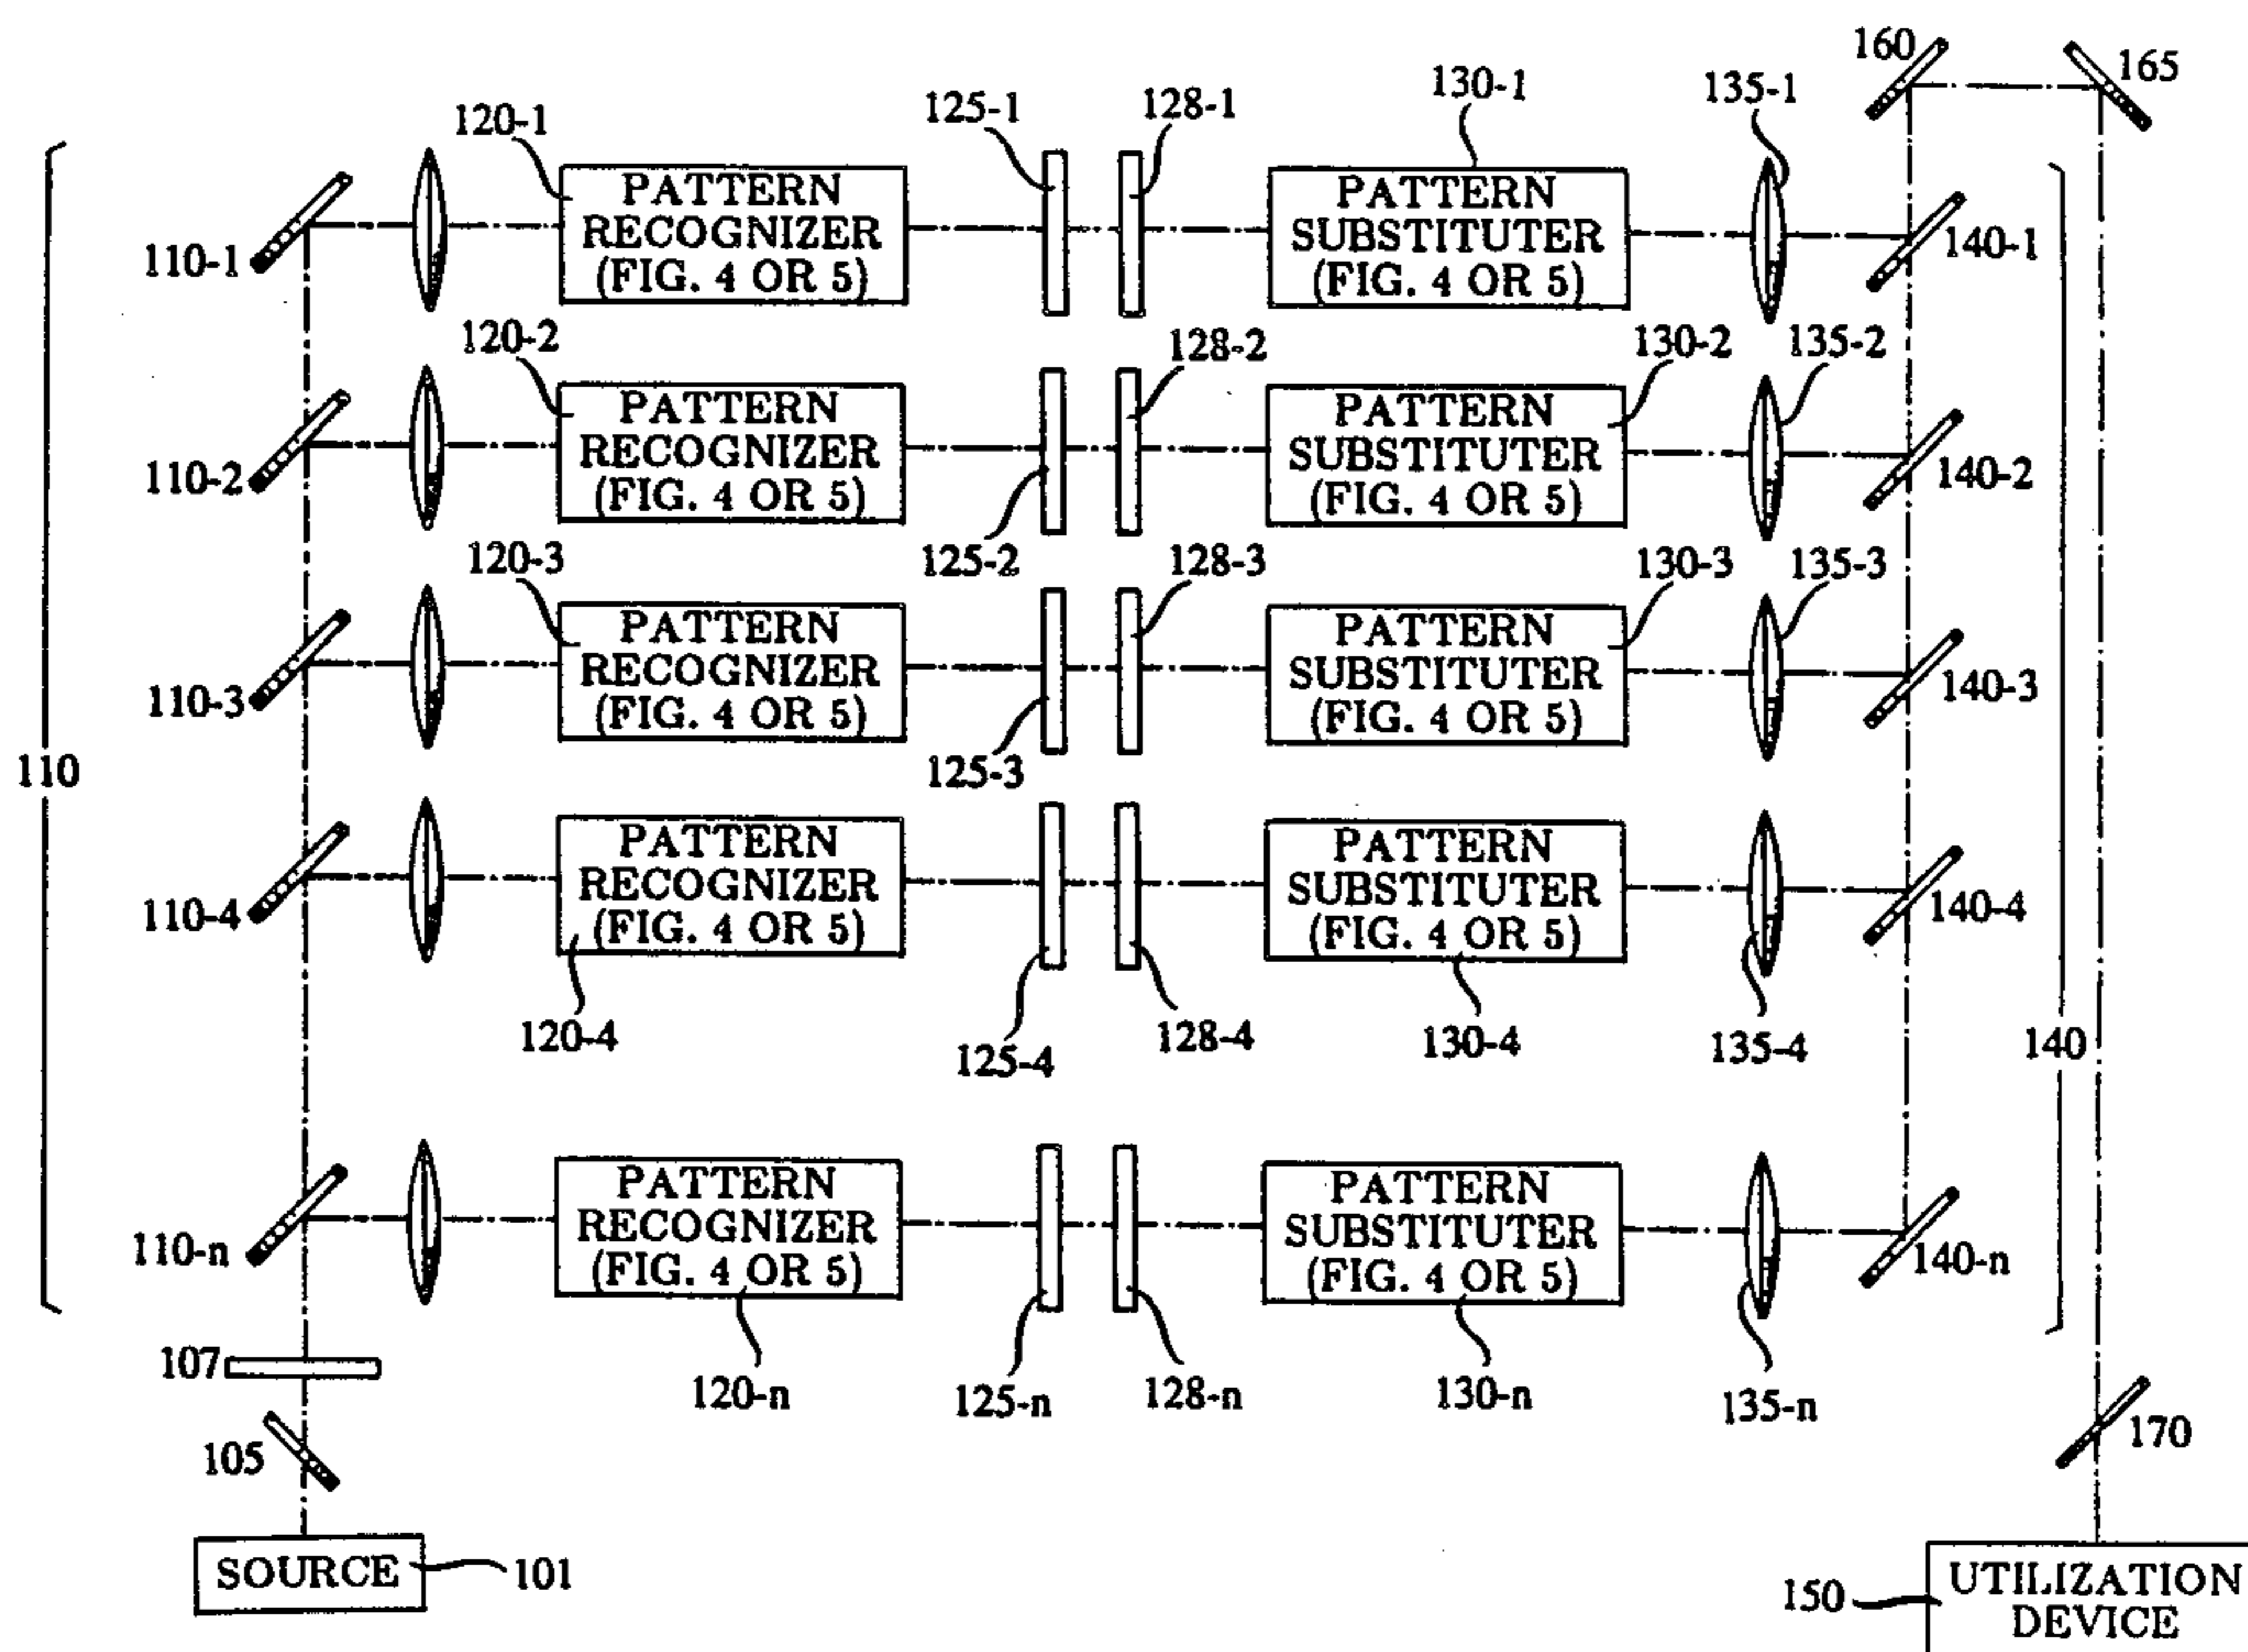 160
165
130-1
135-1
125-1
128-1
120-1
PATTERN
RECOGNIZER
(FIG. 4 OR 5)
PATTERN
SUBSTITUTER
(FIG. 4 OR 5)
110-1
140-1
120-2
128-2
130-2
135-2
PATTERN
RECOGNIZER
(FIG. 4 OR 5)
PATTERN
SUBSTITUTER
(FIG. 4 OR 5)
110-2
140-2
125-2
120-3
128-3
130-3
135-3
PATTERN
RECOGNIZER
(FIG. 4 OR 5)
PATTERN
SUBSTITUTER
(FIG. 4 OR 5)
110-3
140-3
110
125-3
PATTERN
RECOGNIZER
(FIG. 4 OR 5)
PATTERN
SUBSTITUTER
(FIG. 4 OR 5)
110-4
140-4
120-4
125-4
128-4
130-4
135-4
140
PATTERN
RECOGNIZER
(FIG. 4 OR 5)
PATTERN
SUBSTITUTER
(FIG. 4 OR 5)
110-n
140-n
107
120-n
125-n
128-n
130-n
135-n
105
170
SOURCE
101
150
UTILIZATION
DEVICE